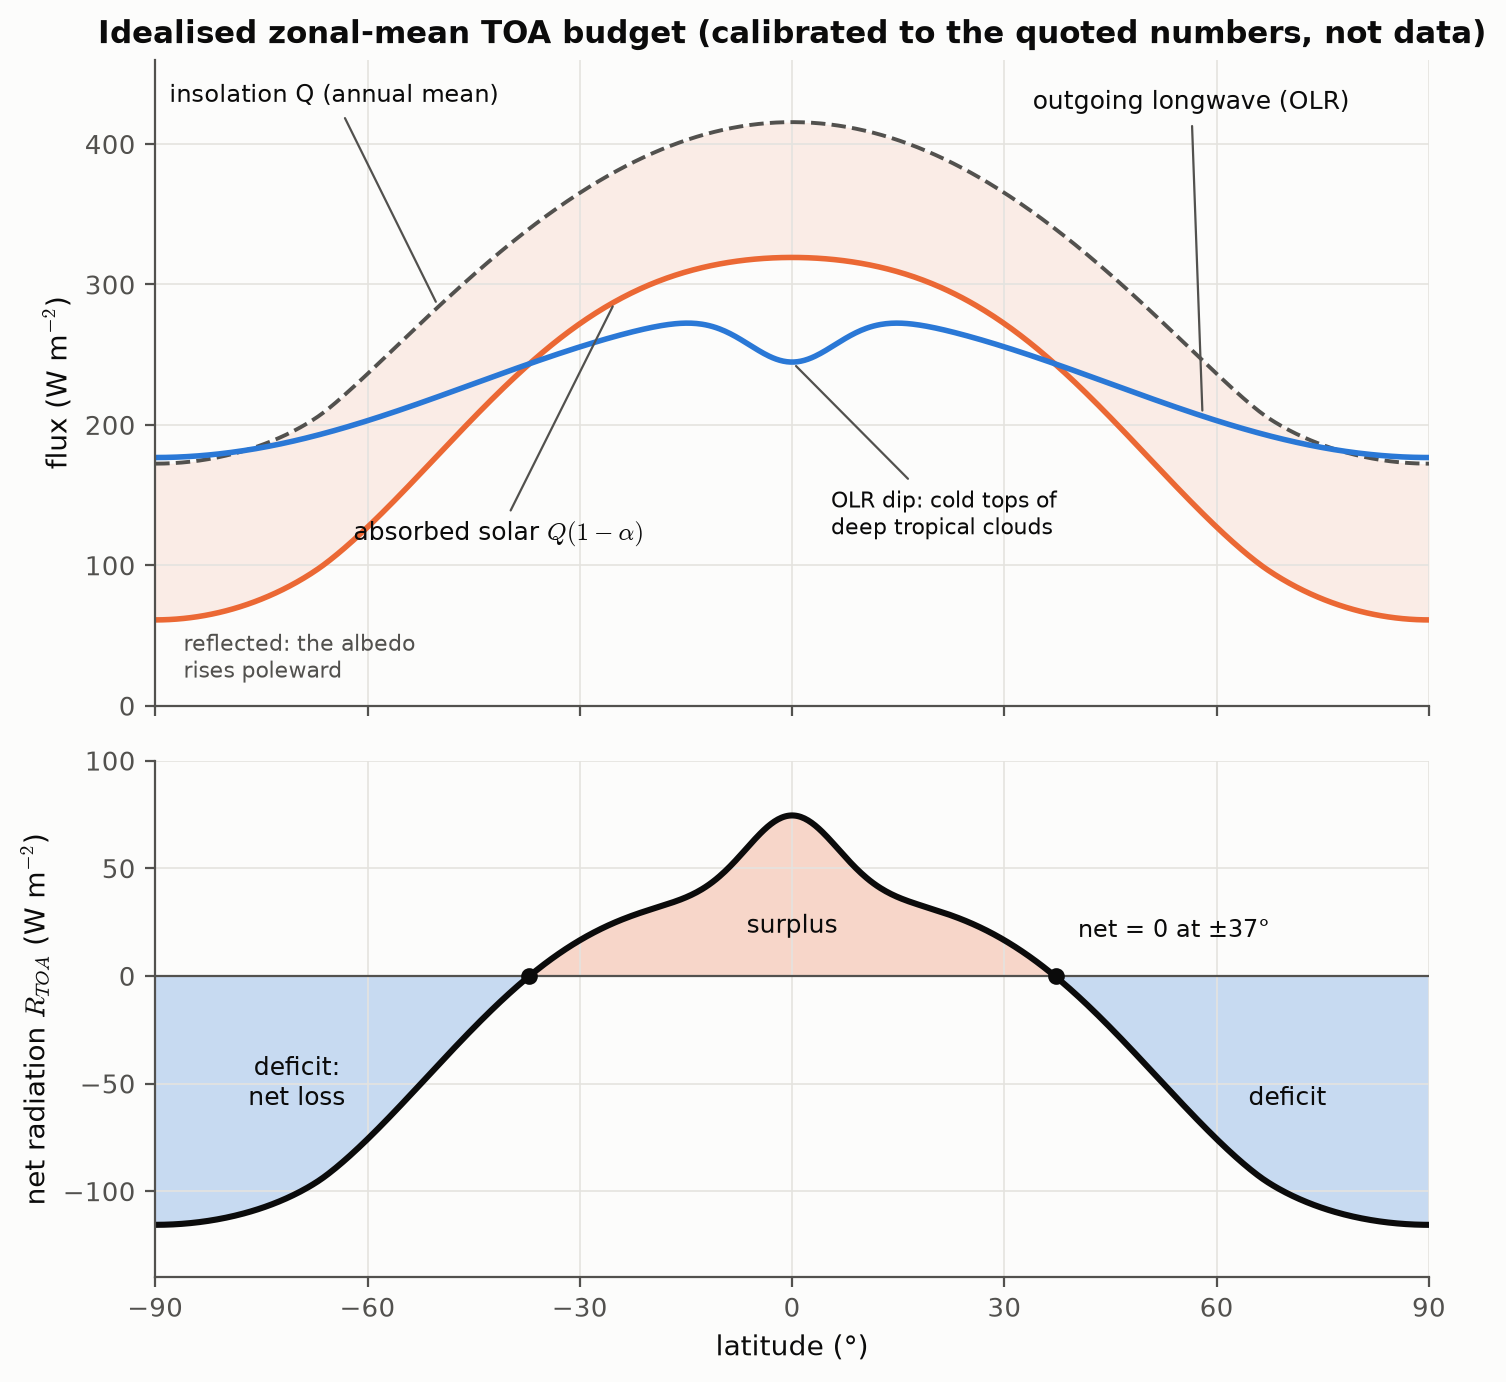 Idealised zonal-mean TOA budget (calibrated to the quoted numbers, not data)
insolation Q (annual mean)
outgoing longwave (OLR)
400
300
200
100
0
flux (W m⁻²)
absorbed solar Q(1 − α)
OLR dip: cold tops of
deep tropical clouds
reflected: the albedo
rises poleward
100
50
0
−50
−100
net radiation R_TOA (W m⁻²)
surplus
net = 0 at ±37°
deficit:
net loss
deficit
−90 −60 −30 0 30 60 90
latitude (°)